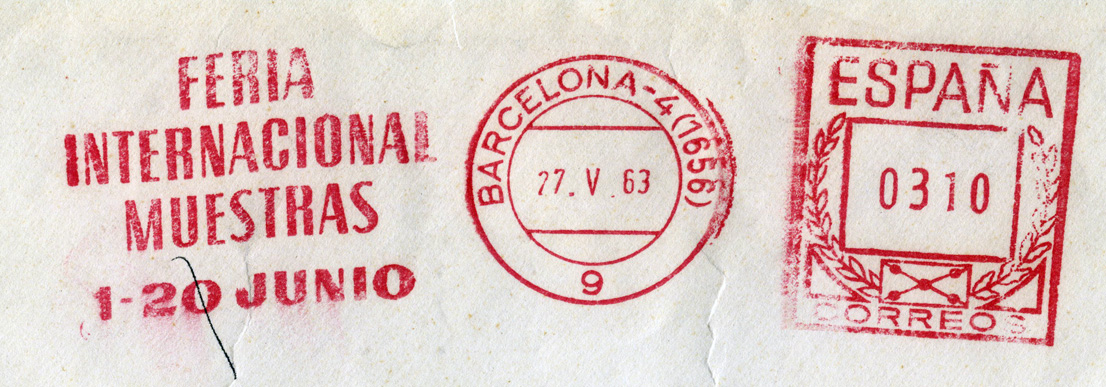 FERIA
INTERNACIONAL
MUESTRAS
1-20 JUNIO
BARCELONA-4 (1656)
27. V .63
9
ESPAÑA
0310
CORREOS